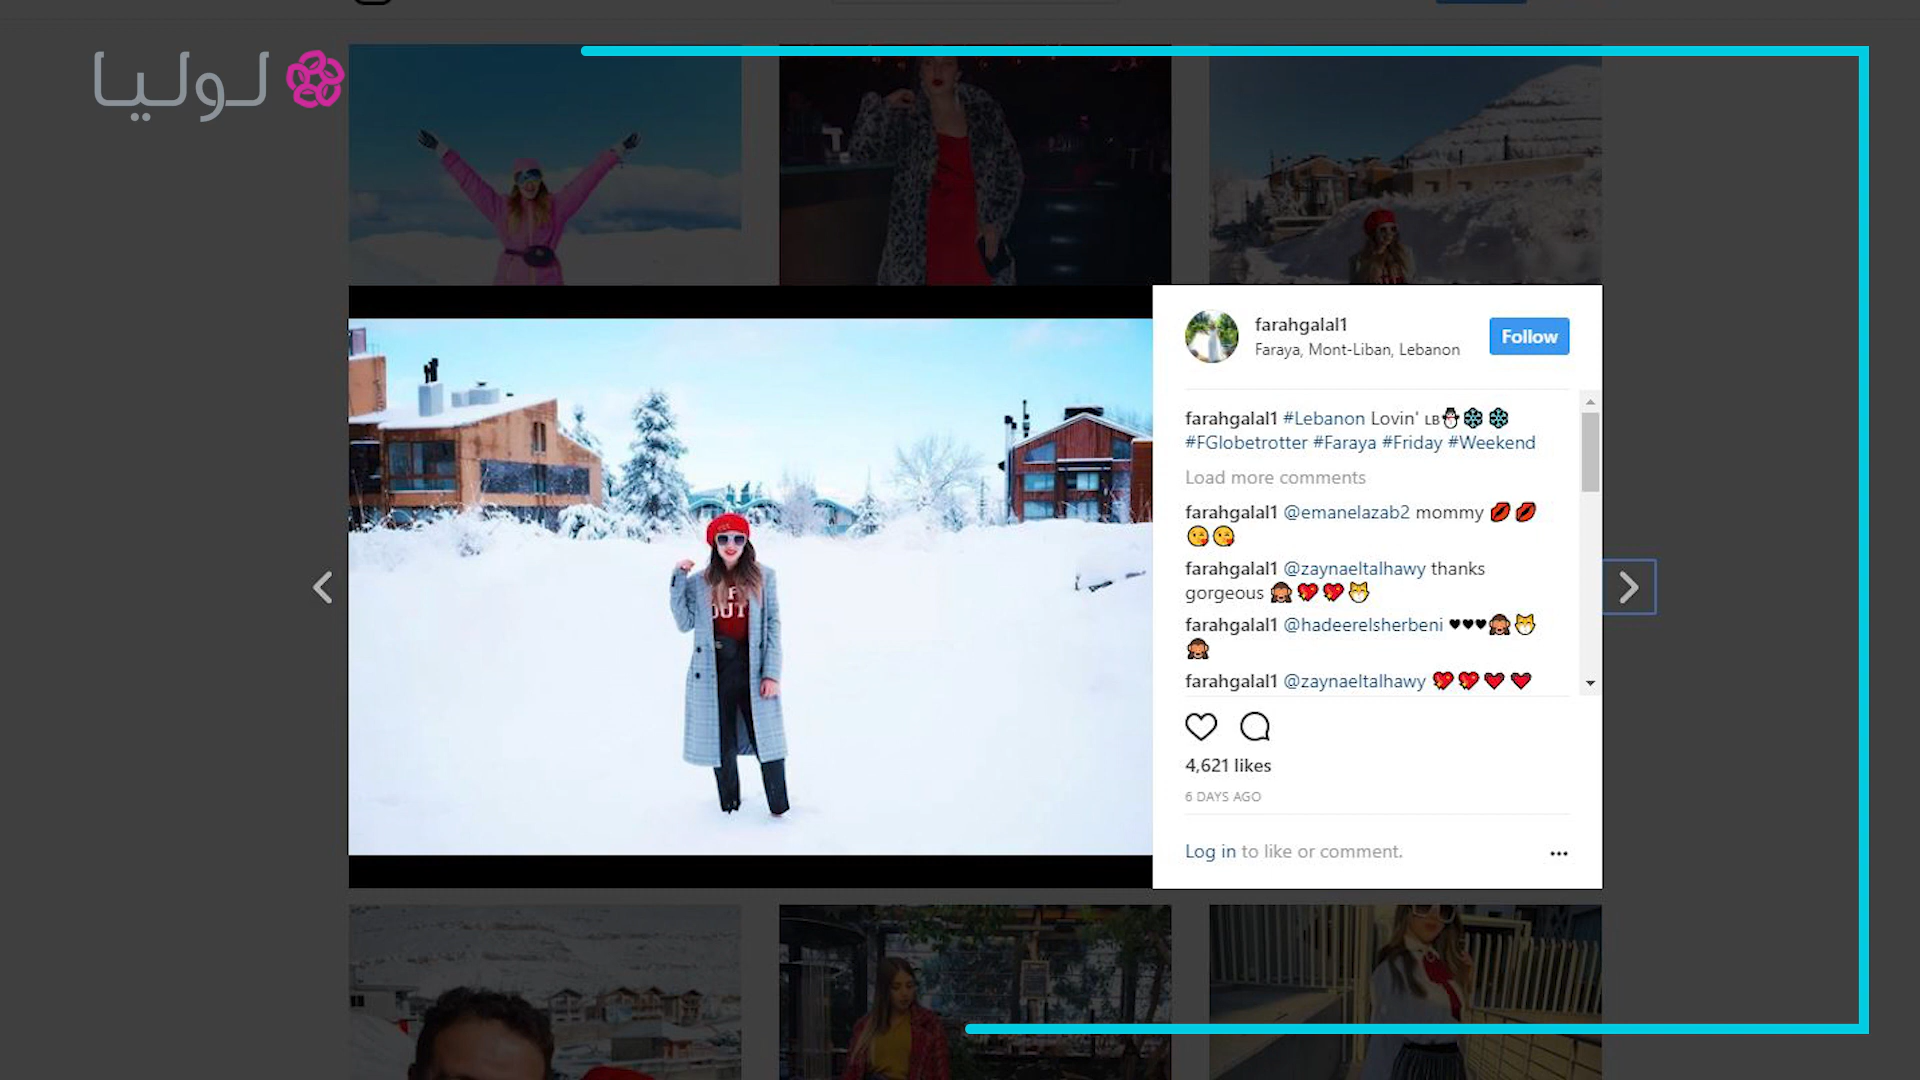 لوليا
farahgalal1
Faraya, Mont-Liban, Lebanon
Follow
farahgalal1 #Lebanon Lovin' LB⛄❄❄
#FGlobetrotter #Faraya #Friday #Weekend
Load more comments
farahgalal1 @emanelazab2 mommy 💋💋
😘😘
farahgalal1 @zaynaeltalhawy thanks
gorgeous 🙊💖💖🐱
farahgalal1 @hadeerelsherbeni ♥♥♥🙊🐱
🙊
farahgalal1 @zaynaeltalhawy 💖💖❤❤
4,621 likes
6 DAYS AGO
Log in to like or comment.